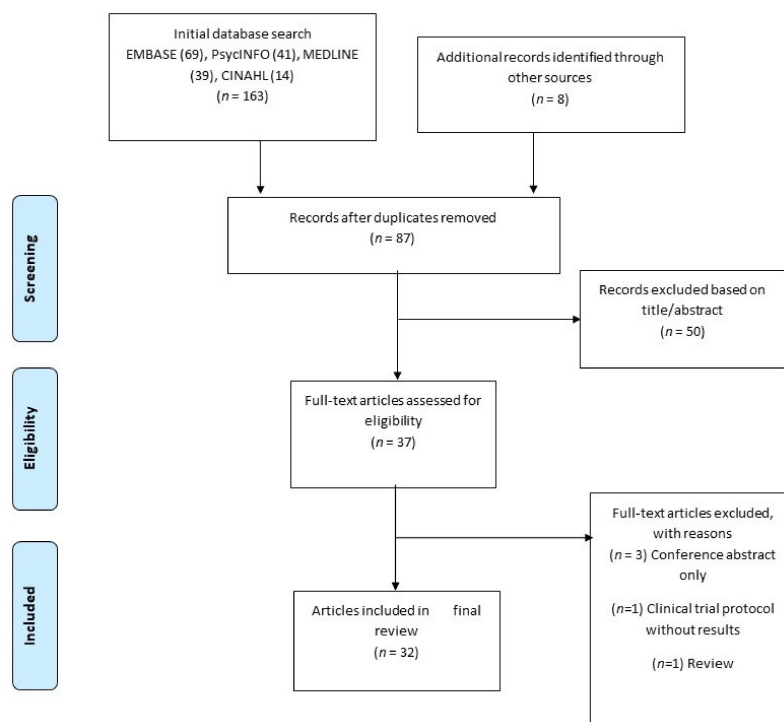 Initial database search
EMBASE (69), PsycINFO (41), MEDLINE
(39), CINAHL (14)
(n = 163)
Additional records identified through
other sources
(n = 8)
Screening
Records after duplicates removed
(n = 87)
Records excluded based on
title/abstract
(n = 50)
Eligibility
Full-text articles assessed for
eligibility
(n = 37)
Full-text articles excluded,
with reasons
(n = 3) Conference abstract
only
(n=1) Clinical trial protocol
without results
(n=1) Review
Included
Articles included in final
review
(n = 32)